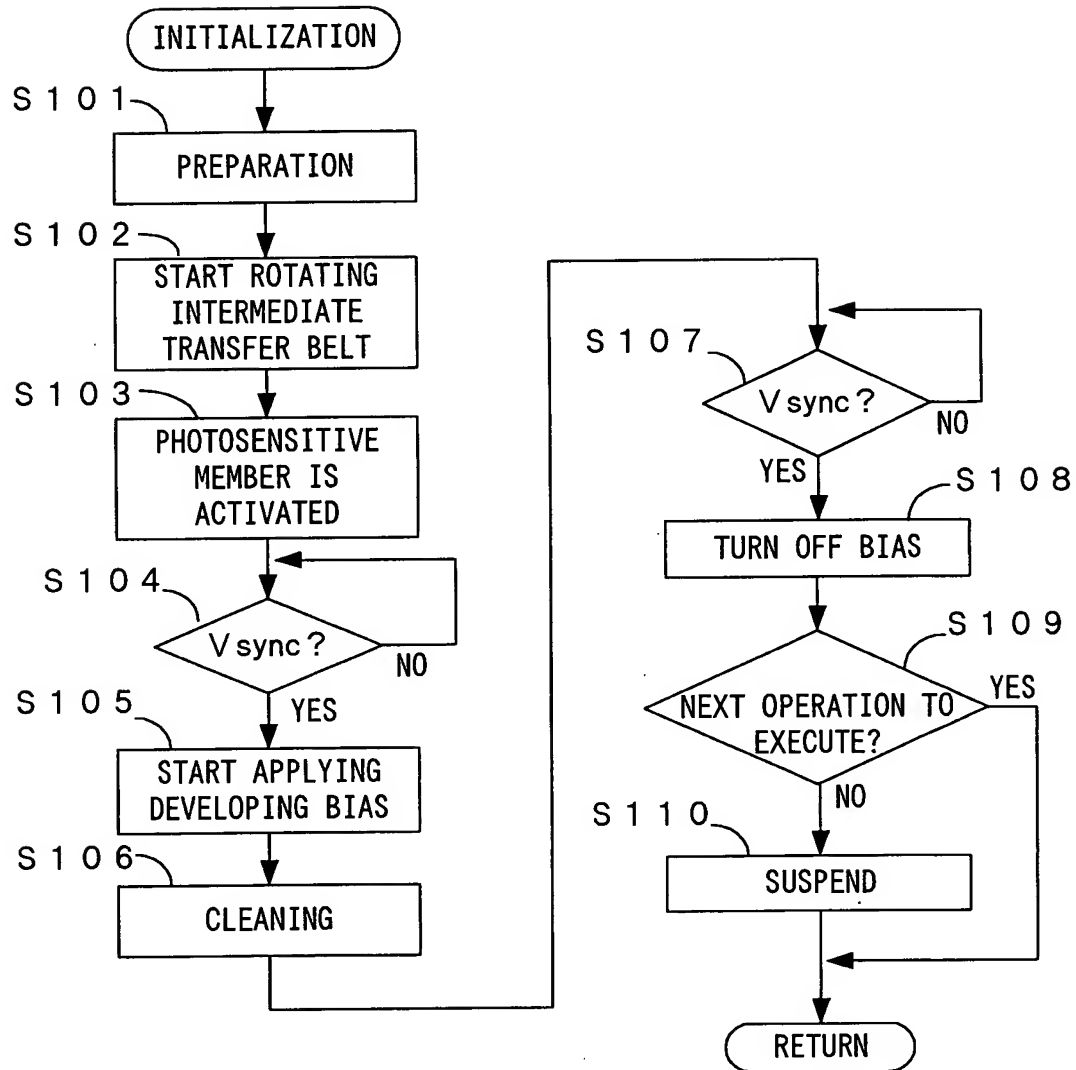 INITIALIZATION
S101
PREPARATION
S102
START ROTATING
INTERMEDIATE
TRANSFER BELT
S103
PHOTOSENSITIVE
MEMBER IS
ACTIVATED
S104
Vsync?
NO
YES
S105
START APPLYING
DEVELOPING BIAS
S106
CLEANING
S107
Vsync?
NO
YES
S108
TURN OFF BIAS
S109
YES
NEXT OPERATION TO
EXECUTE?
NO
S110
SUSPEND
RETURN